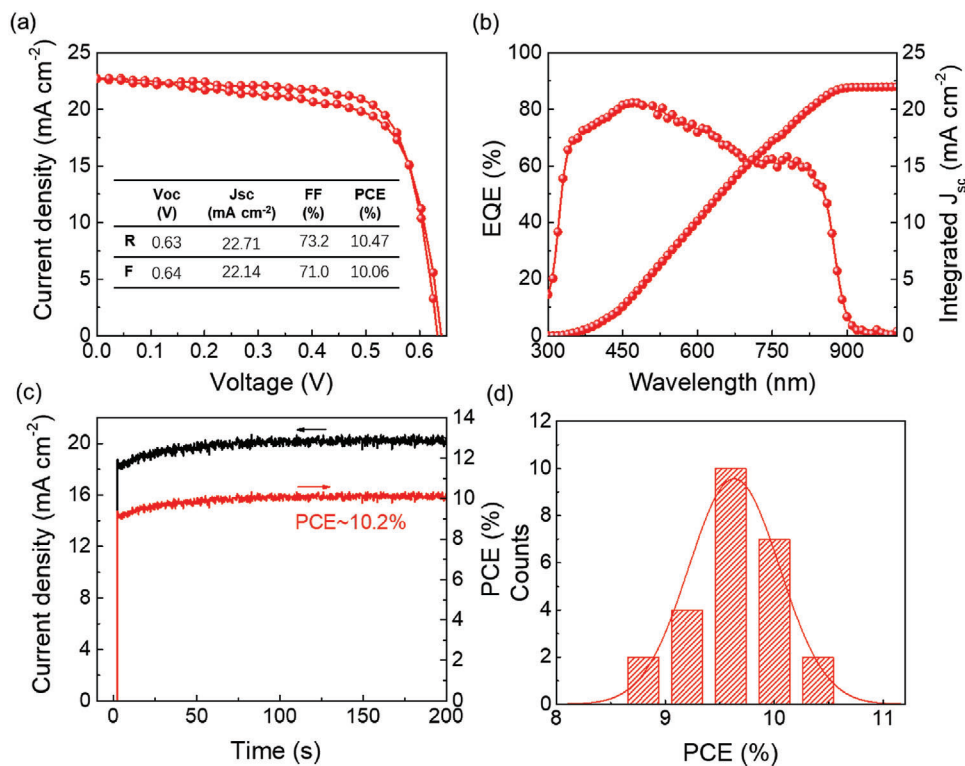 (a)
Current density (mA cm-2)
25
20
15
10
5
0
Voc Jsc FF PCE
(V) (mA cm-2) (%) (%)
R 0.63 22.71 73.2 10.47
F 0.64 22.14 71.0 10.06
0.0 0.1 0.2 0.3 0.4 0.5 0.6
Voltage (V)
(b)
EQE (%)
100
80
60
40
20
0
25
20
15
10
5
0
Integrated Jsc (mA cm-2)
300 450 600 750 900
Wavelength (nm)
(c)
Current density (mA cm-2)
20
16
12
8
4
0
PCE~10.2%
14
12
10
8
6
4
2
0
PCE (%)
0 50 100 150 200
Time (s)
(d)
Counts
12
10
8
6
4
2
0
8 9 10 11
PCE (%)